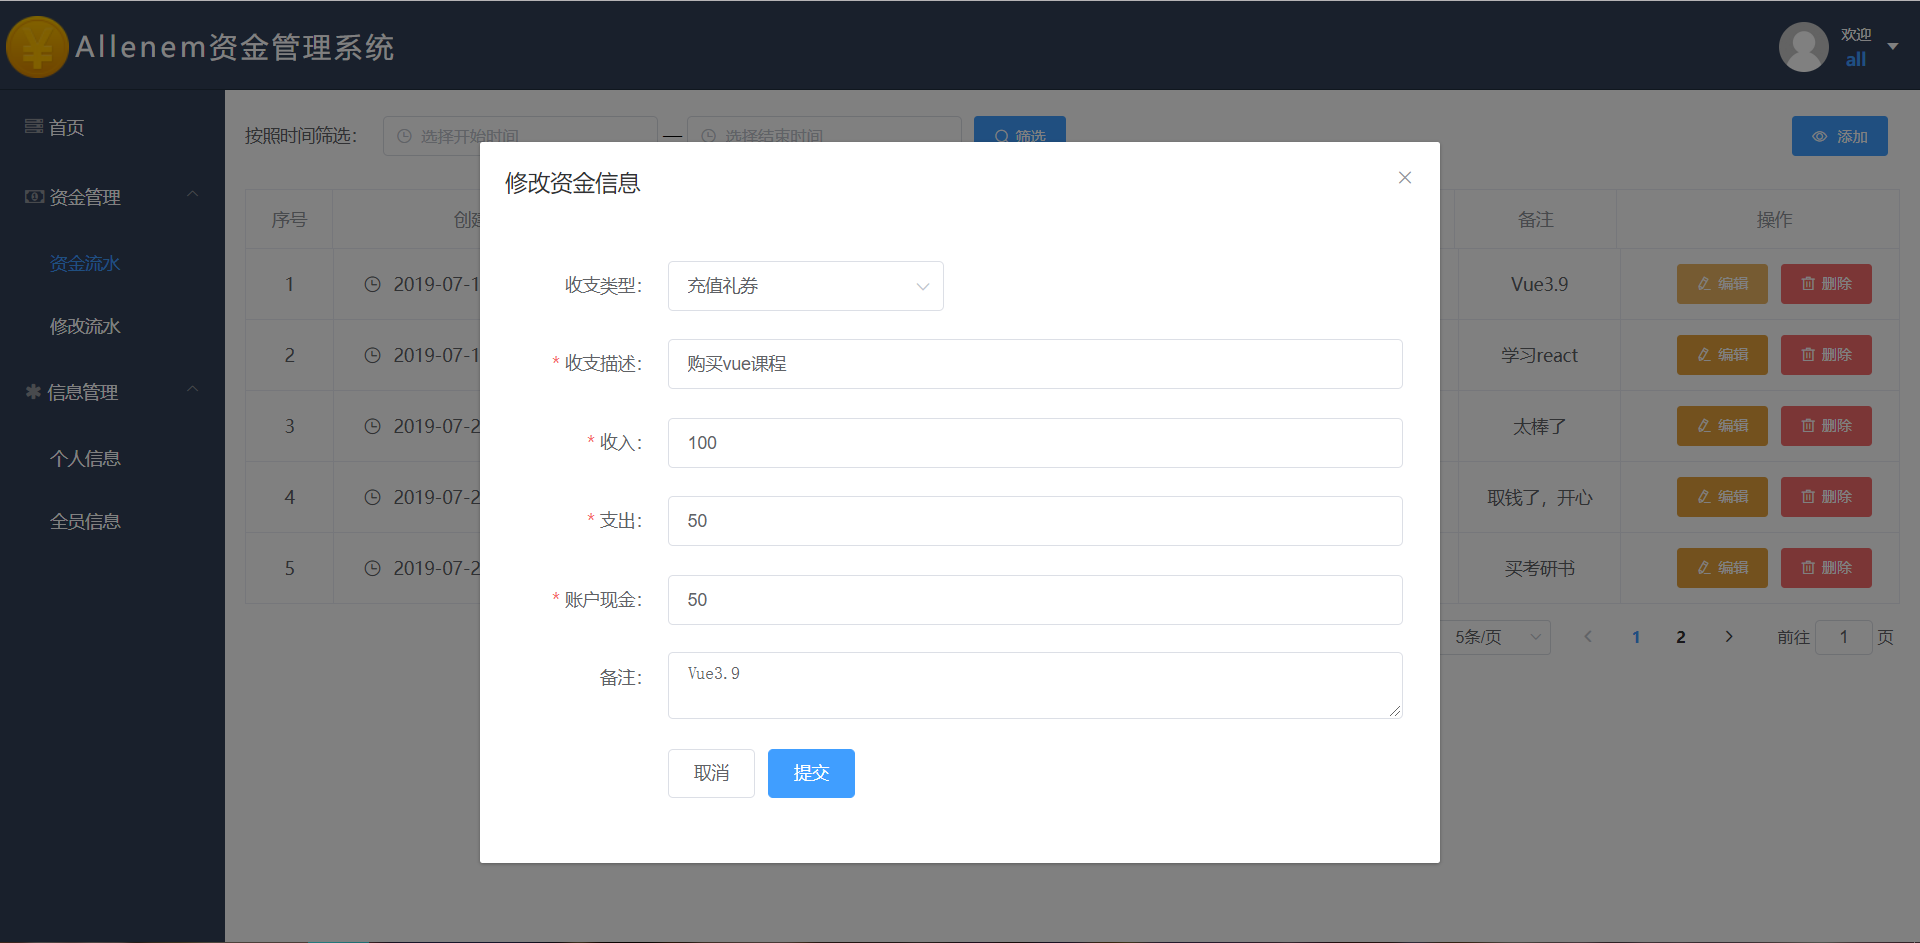 Allenem资金管理系统
欢迎
all
首页
资金管理
资金流水
修改流水
信息管理
个人信息
全员信息
按照时间筛选：
选择开始时间
—
选择结束时间
筛选
添加
序号
创建
备注
操作
1
2019-07-1
Vue3.9
编辑
删除
2
2019-07-1
学习react
编辑
删除
3
2019-07-2
太棒了
编辑
删除
4
2019-07-2
取钱了，开心
编辑
删除
5
2019-07-2
买考研书
编辑
删除
5条/页
1
2
前往
1
页
修改资金信息
收支类型：
充值礼券
* 收支描述：
购买vue课程
* 收入：
100
* 支出：
50
* 账户现金：
50
备注：
Vue3.9
取消
提交